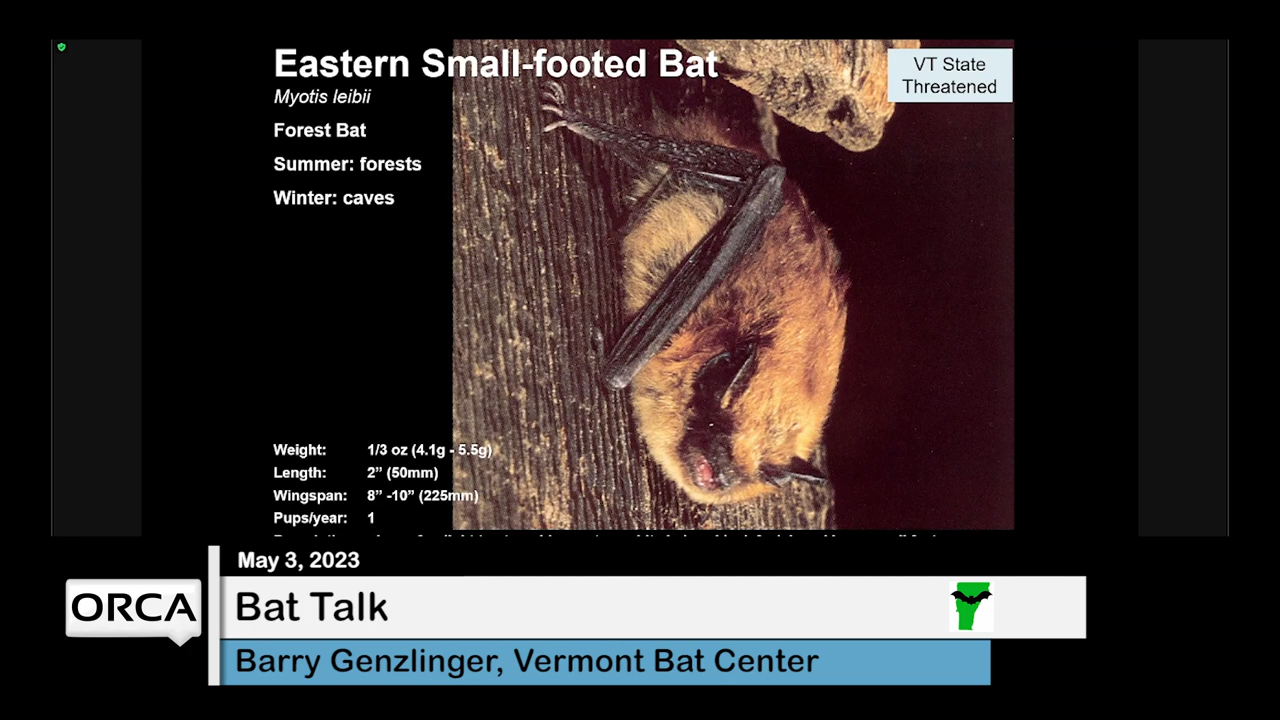 Eastern Small-footed Bat
VT State
Threatened
Myotis leibii
Forest Bat
Summer: forests
Winter: caves
Weight: 1/3 oz (4.1g - 5.5g)
Length: 2” (50mm)
Wingspan: 8” -10” (225mm)
Pups/year: 1
May 3, 2023
ORCA
Bat Talk
Barry Genzlinger, Vermont Bat Center